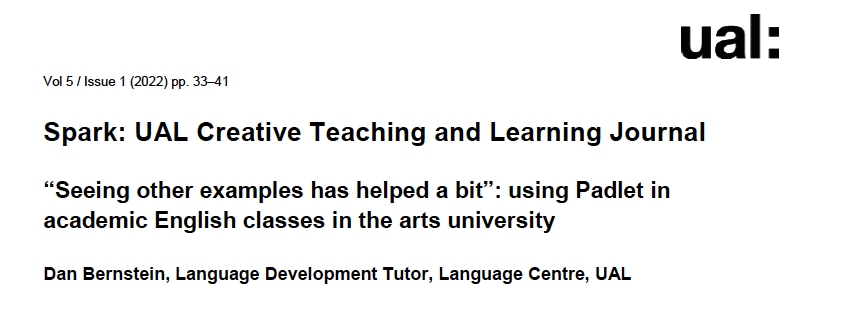 ual:
Vol 5 / Issue 1 (2022) pp. 33–41
Spark: UAL Creative Teaching and Learning Journal
“Seeing other examples has helped a bit”: using Padlet in
academic English classes in the arts university
Dan Bernstein, Language Development Tutor, Language Centre, UAL